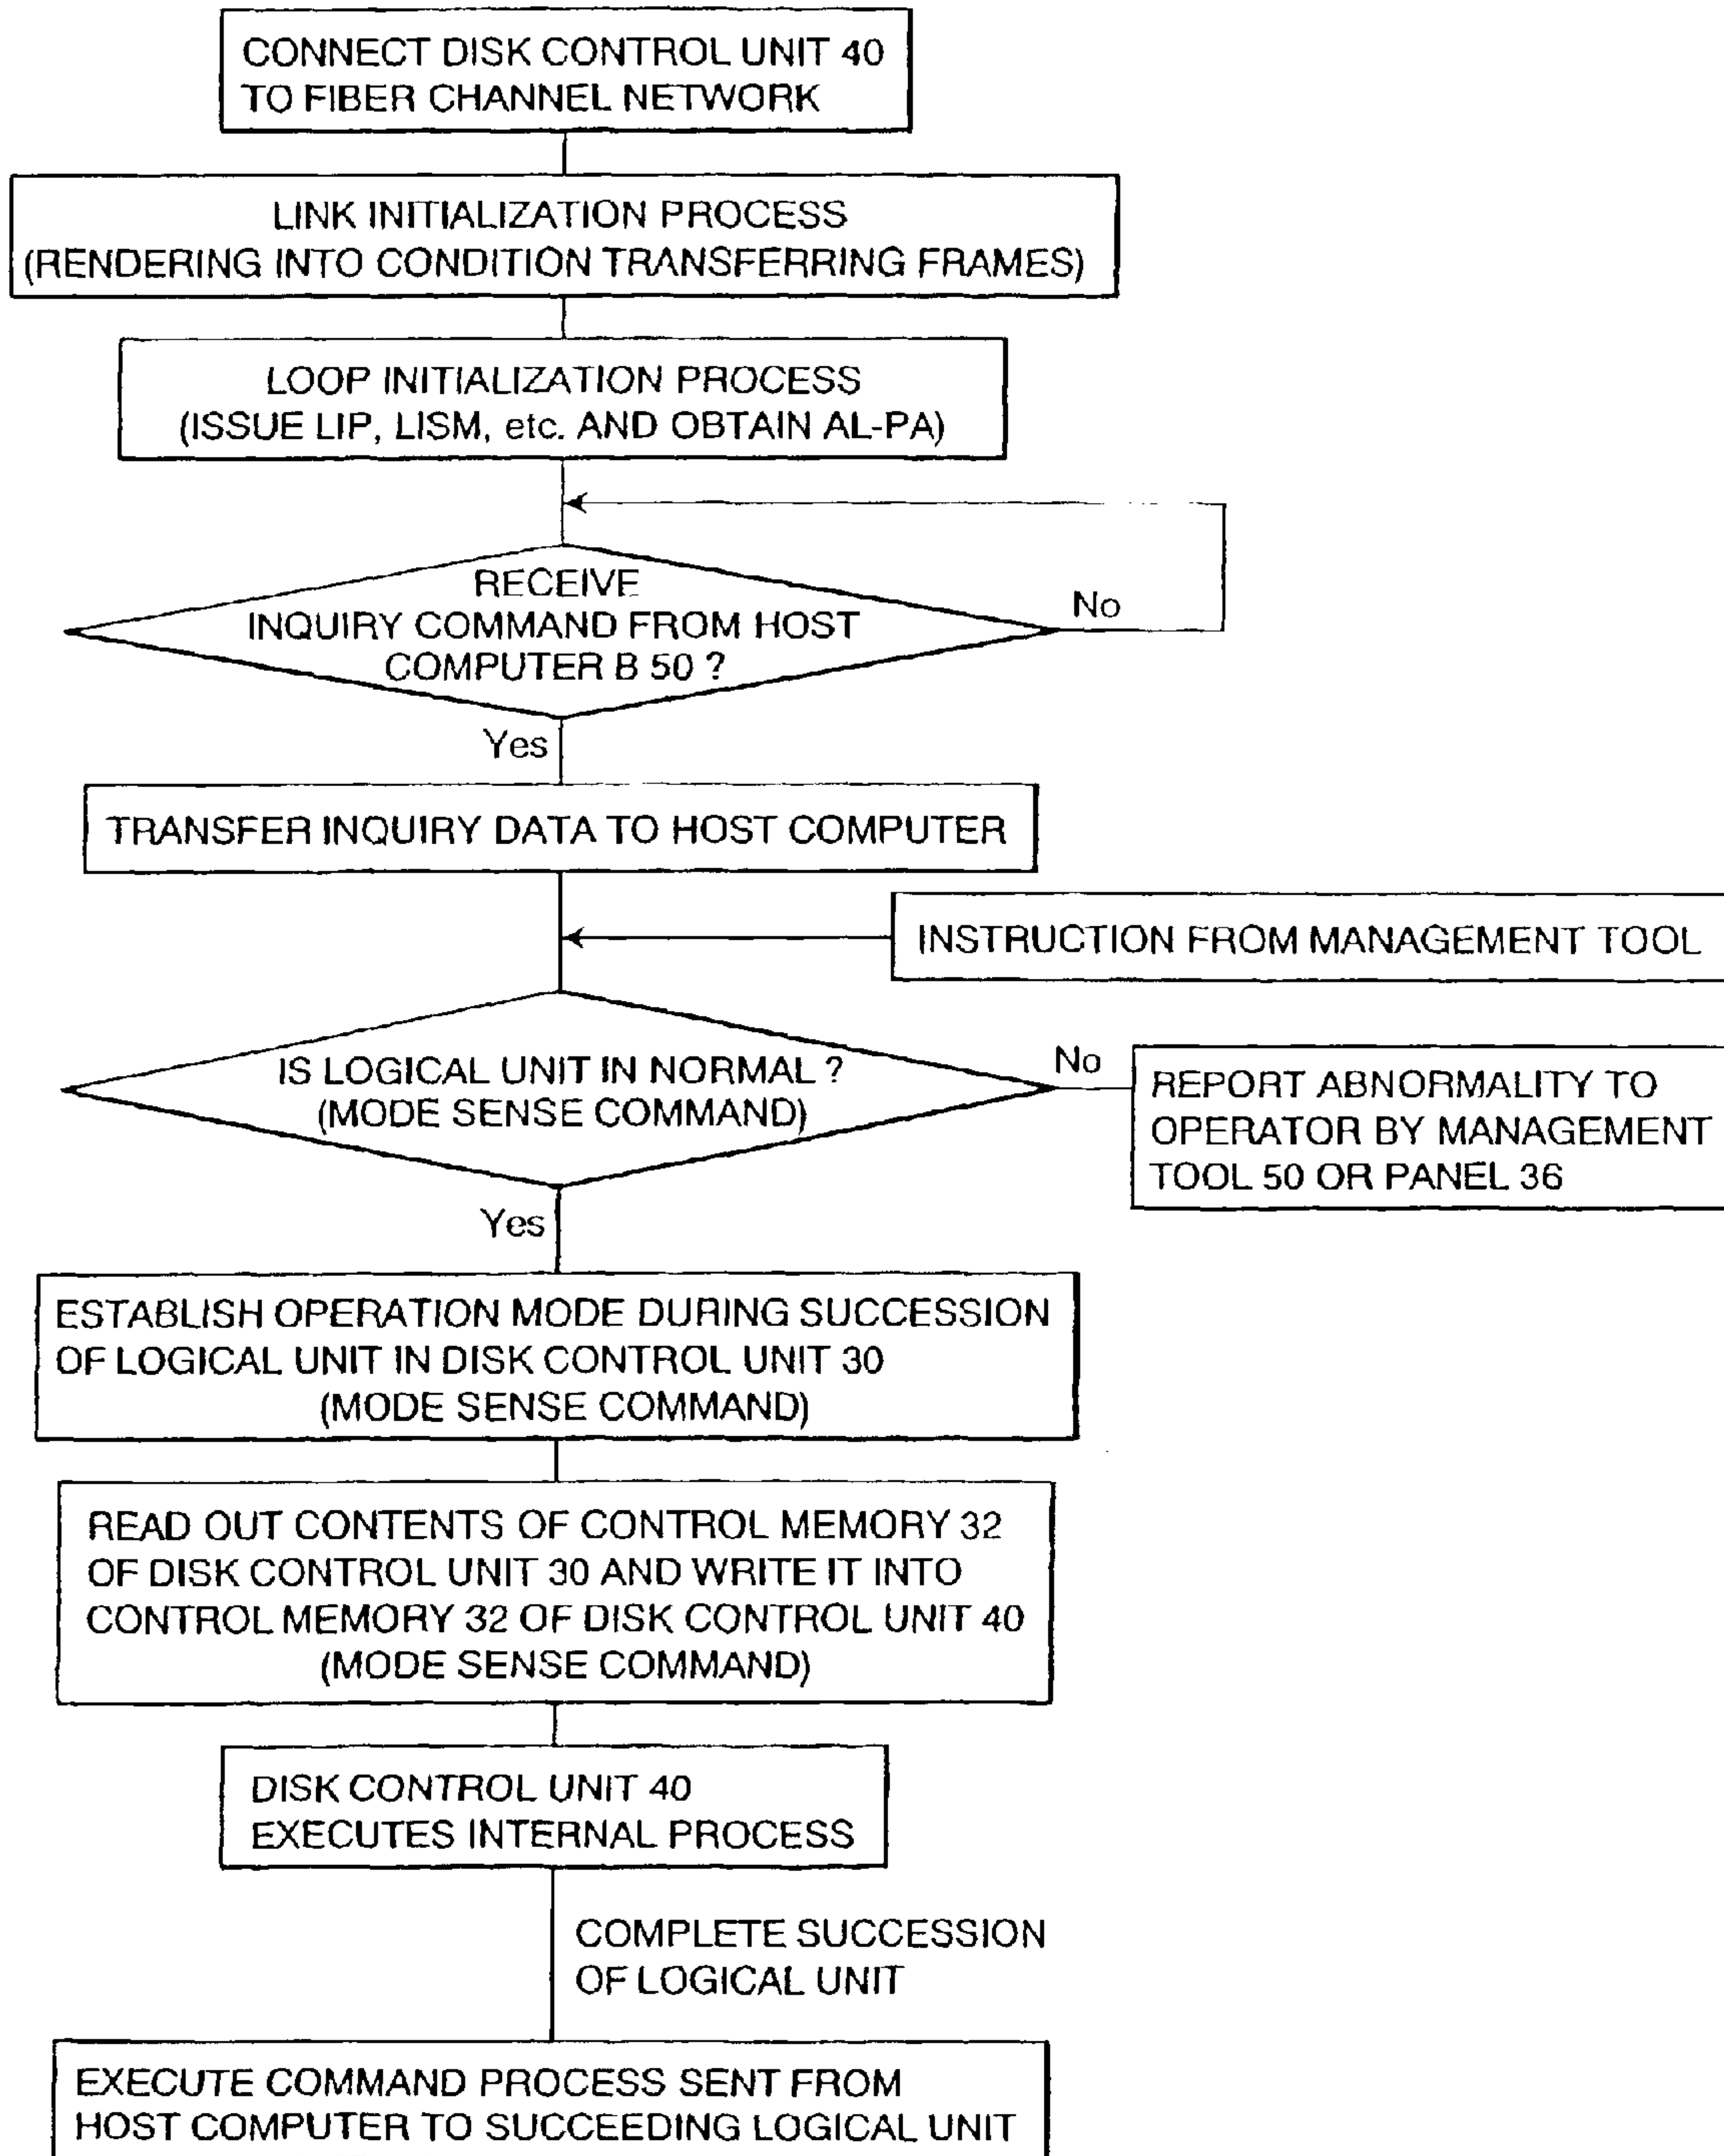 CONNECT DISK CONTROL UNIT 40
TO FIBER CHANNEL NETWORK
LINK INITIALIZATION PROCESS
(RENDERING INTO CONDITION TRANSFERRING FRAMES)
LOOP INITIALIZATION PROCESS
(ISSUE LIP, LISM, etc. AND OBTAIN AL-PA)
RECEIVE
INQUIRY COMMAND FROM HOST
COMPUTER B 50 ?
No
Yes
TRANSFER INQUIRY DATA TO HOST COMPUTER
INSTRUCTION FROM MANAGEMENT TOOL
IS LOGICAL UNIT IN NORMAL ?
(MODE SENSE COMMAND)
No
REPORT ABNORMALITY TO
OPERATOR BY MANAGEMENT
TOOL 50 OR PANEL 36
Yes
ESTABLISH OPERATION MODE DURING SUCCESSION
OF LOGICAL UNIT IN DISK CONTROL UNIT 30
(MODE SENSE COMMAND)
READ OUT CONTENTS OF CONTROL MEMORY 32
OF DISK CONTROL UNIT 30 AND WRITE IT INTO
CONTROL MEMORY 32 OF DISK CONTROL UNIT 40
(MODE SENSE COMMAND)
DISK CONTROL UNIT 40
EXECUTES INTERNAL PROCESS
COMPLETE SUCCESSION
OF LOGICAL UNIT
EXECUTE COMMAND PROCESS SENT FROM
HOST COMPUTER TO SUCCEEDING LOGICAL UNIT